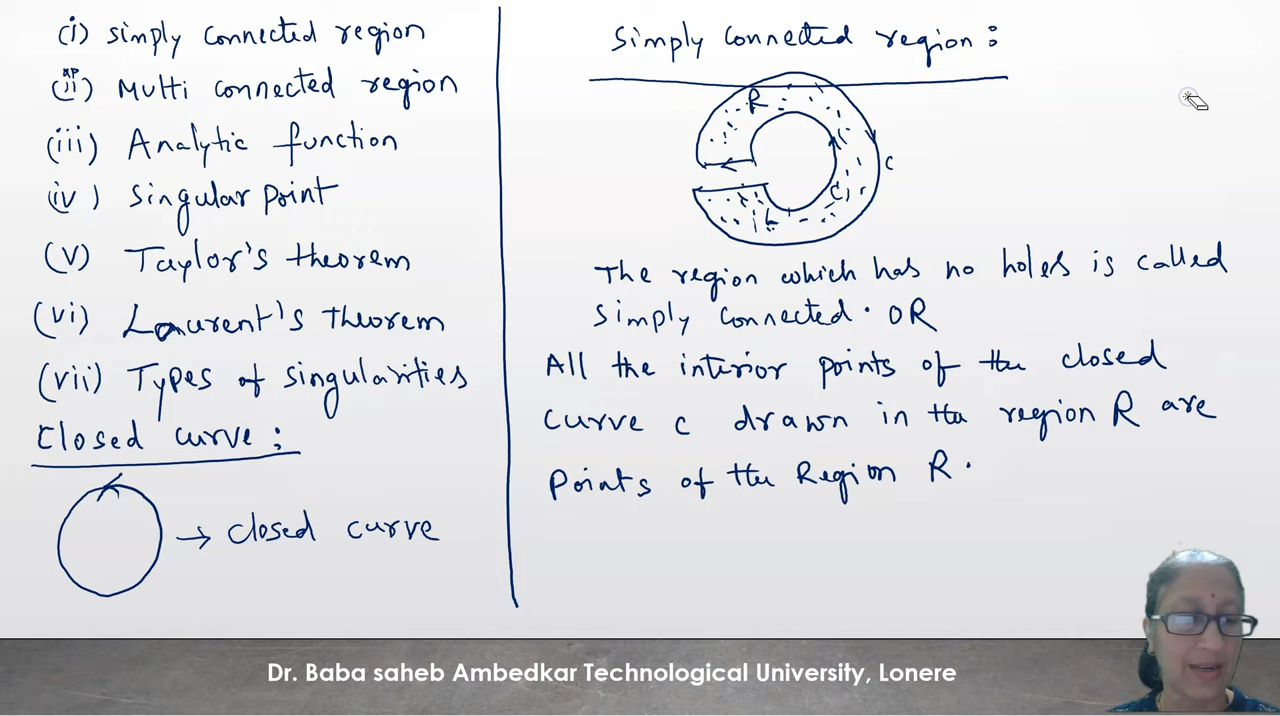 (i) Simply connected region
(ii) Multi connected region
(iii) Analytic function
(iv) Singular point
(v) Taylor's theorem
(vi) Laurent's Theorem
(vii) Types of singularities
Closed curve :
→ closed curve
Simply connected region :
R
C
C1
The region which has no holes is called
simply connected. OR
All the interior points of the closed
curve c drawn in the region R are
points of the Region R.
Dr. Baba saheb Ambedkar Technological University, Lonere